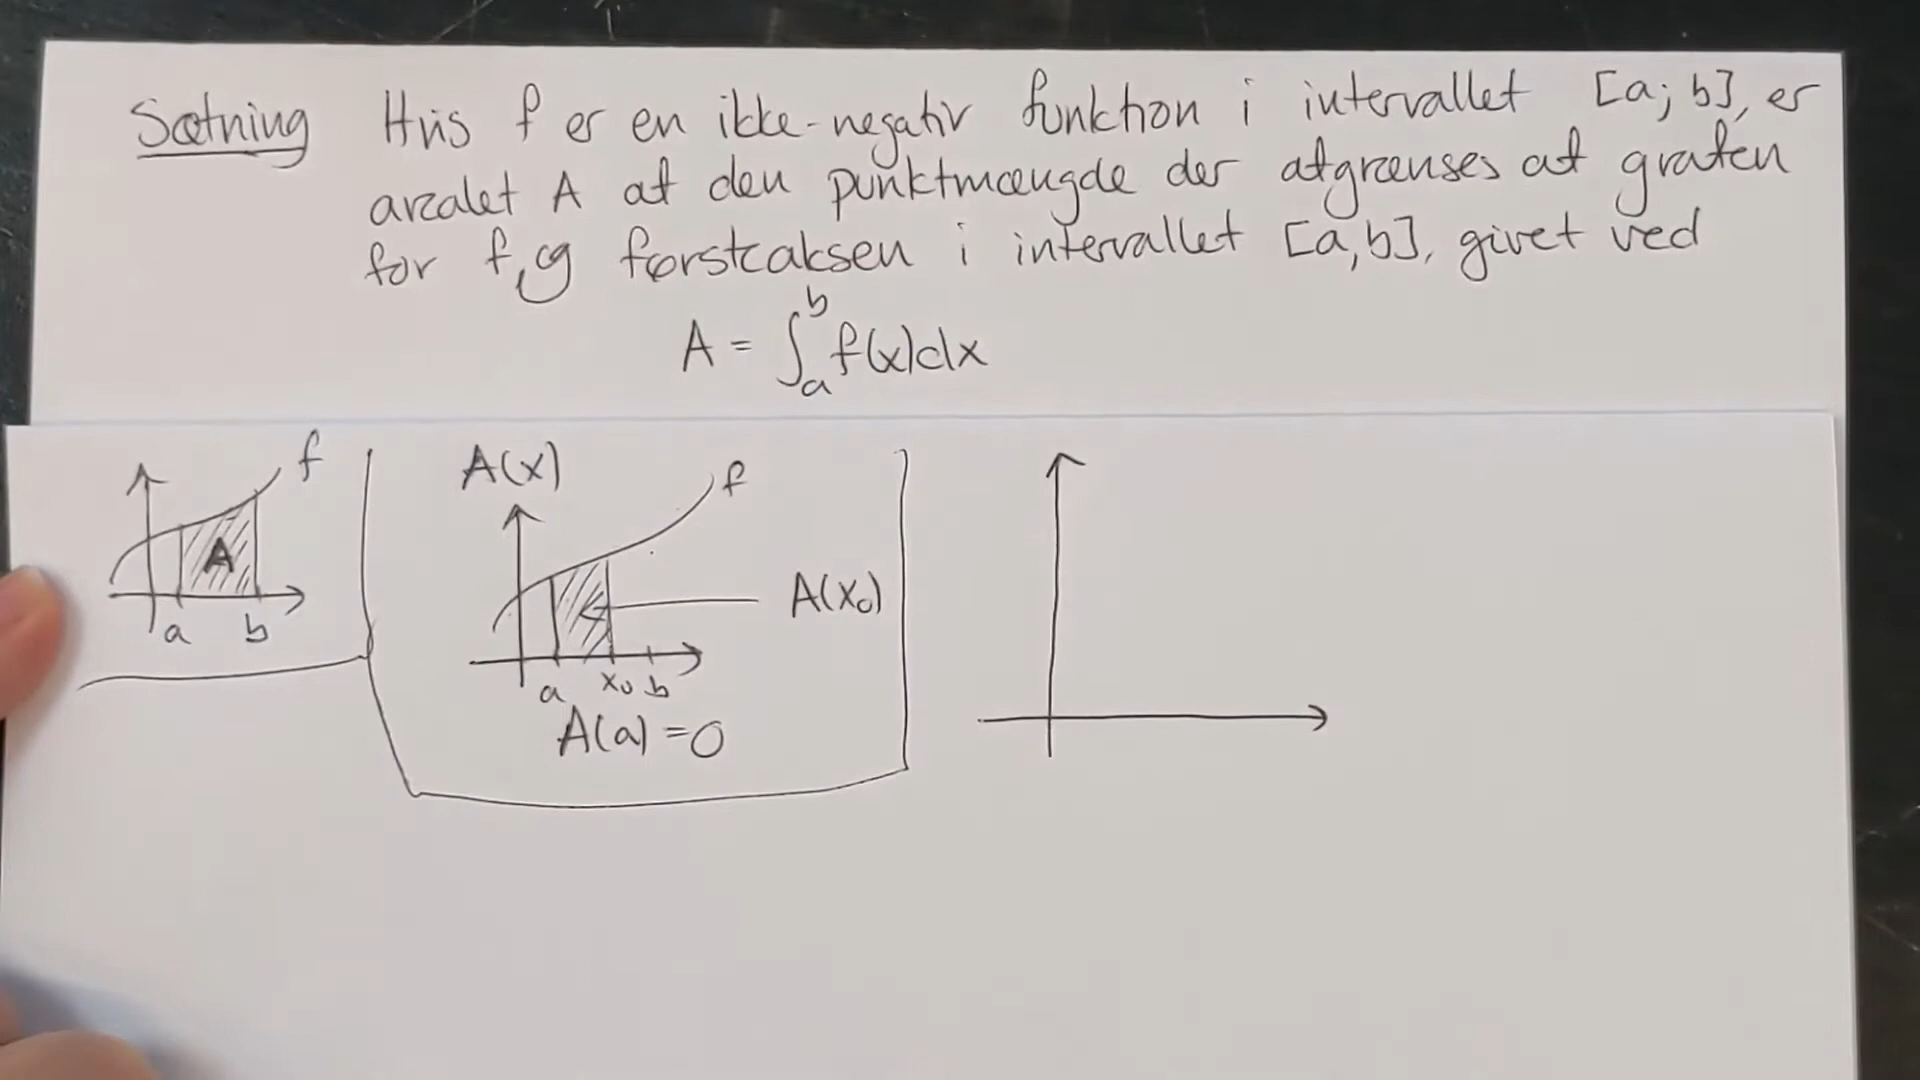 Sætning Hvis f er en ikke-negativ funktion i intervallet [a; b], er
arealet A af den punktmængde der afgrænses af grafen
for f, og førsteaksen i intervallet [a, b], givet ved
A = ∫_a^b f(x)dx
f
A
a b
A(x)
f
A(x₀)
a x₀ b
A(a) = 0